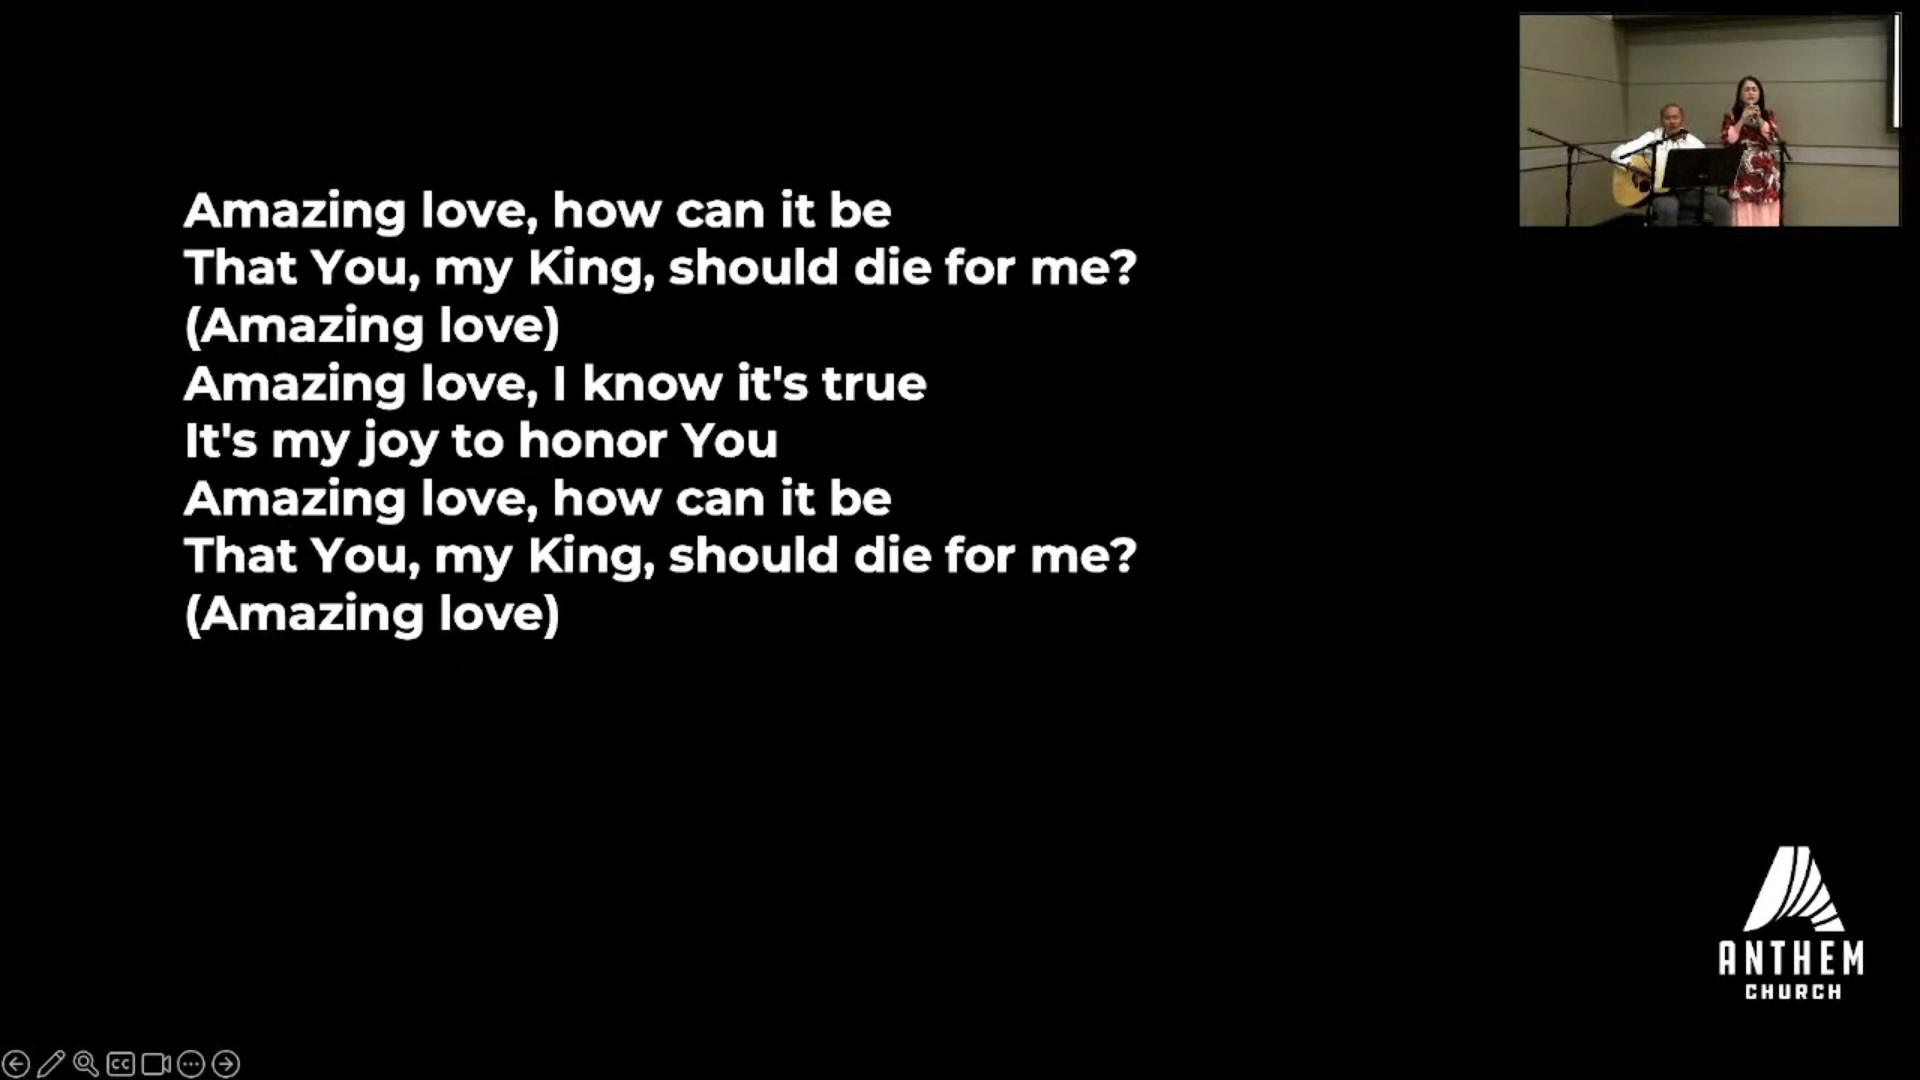 Amazing love, how can it be
That You, my King, should die for me?
(Amazing love)
Amazing love, I know it's true
It's my joy to honor You
Amazing love, how can it be
That You, my King, should die for me?
(Amazing love)
ANTHEM
CHURCH
CC